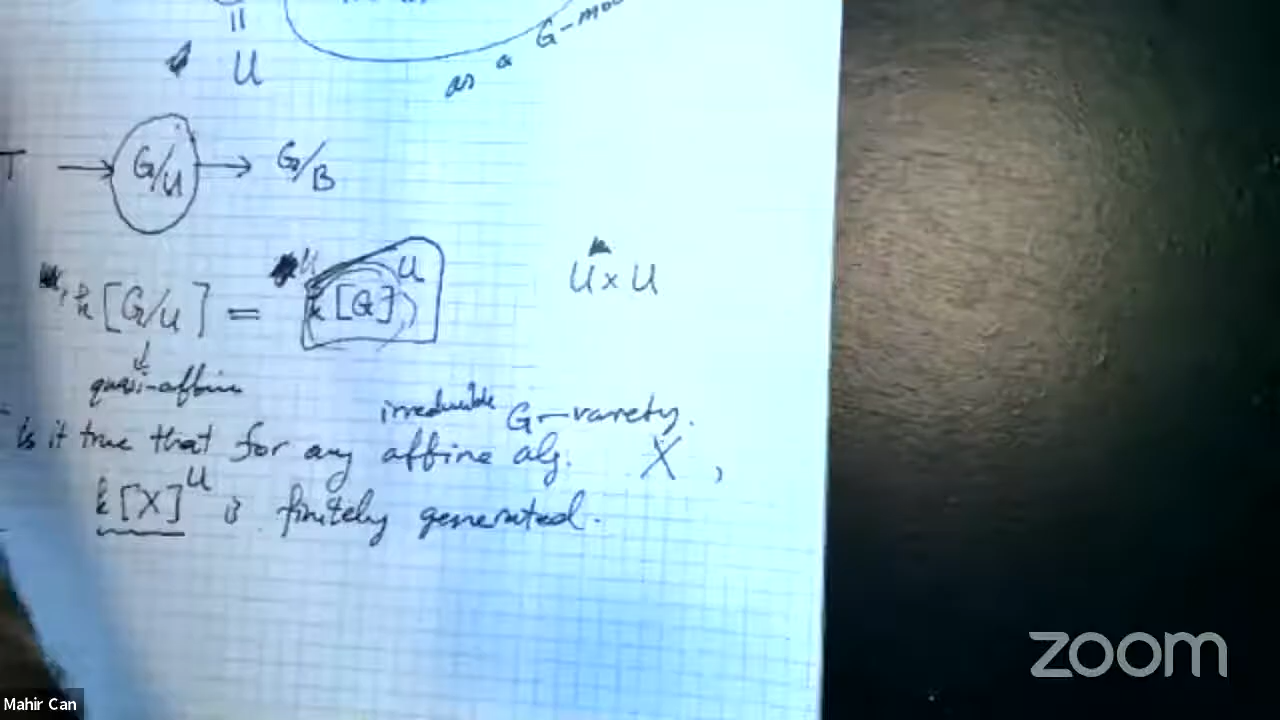 = U
as a G-mod
T → G/U → G/B
k[G/U] = k[G]^U U × U
quasi-affine
irreducible G-variety.
Is it true that for any affine alg. X,
k[X]^U is finitely generated.
zoom
Mahir Can